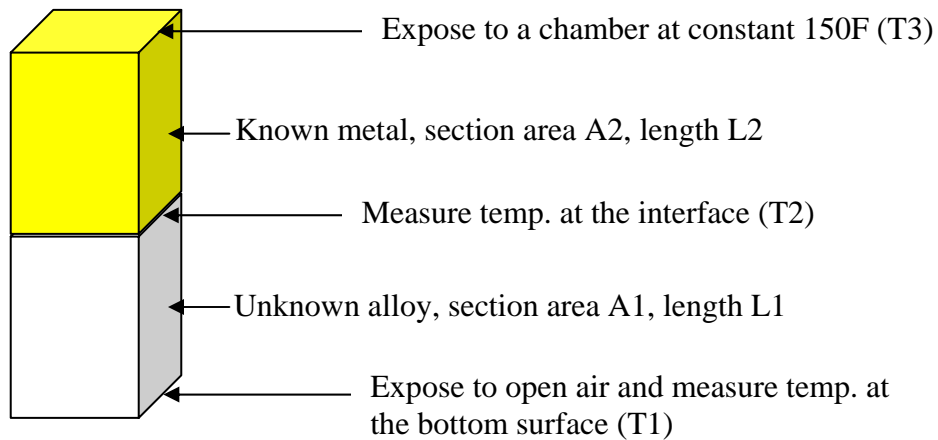 Expose to a chamber at constant 150F (T3)
Known metal, section area A2, length L2
Measure temp. at the interface (T2)
Unknown alloy, section area A1, length L1
Expose to open air and measure temp. at
the bottom surface (T1)